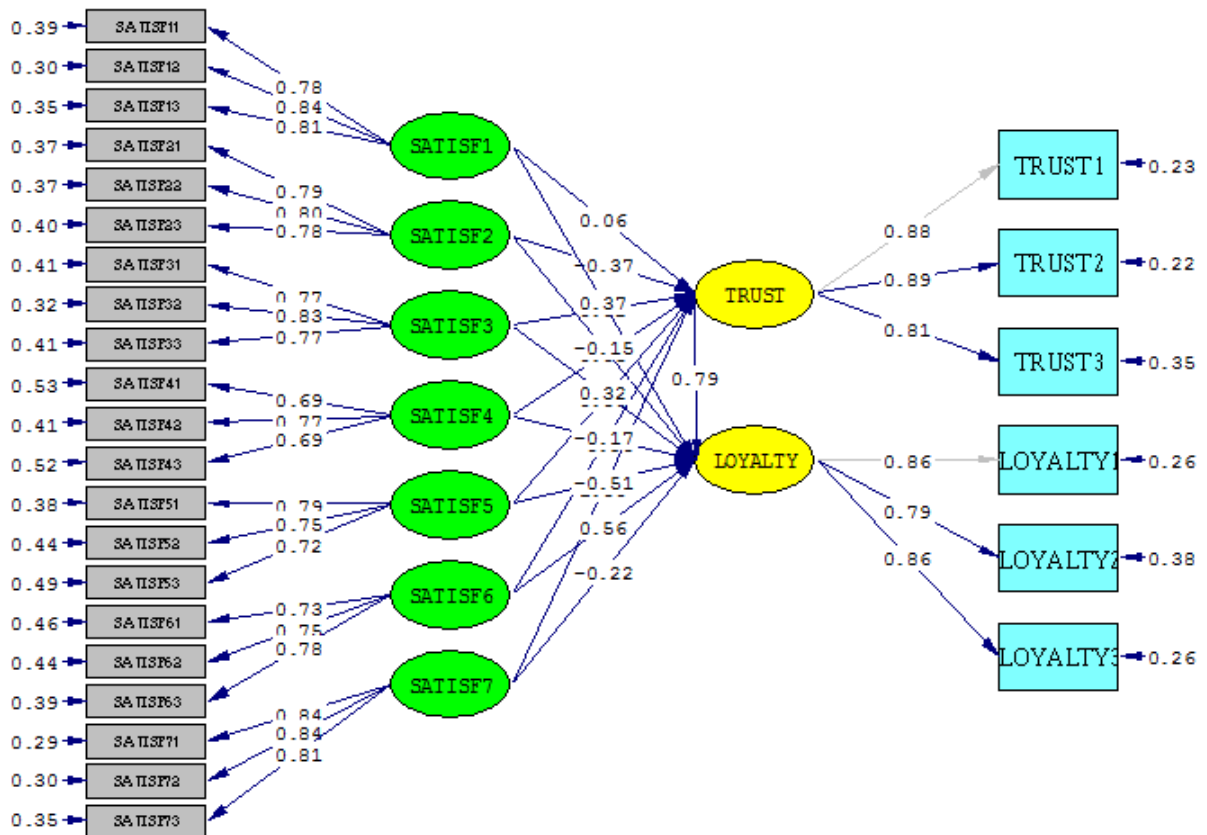 0.39 SATISF11
0.30 SATISF12
0.35 SATISF13
0.37 SATISF21
0.37 SATISF22
0.40 SATISF23
0.41 SATISF31
0.32 SATISF32
0.41 SATISF33
0.53 SATISF41
0.41 SATISF42
0.52 SATISF43
0.38 SATISF51
0.44 SATISF52
0.49 SATISF53
0.46 SATISF61
0.44 SATISF62
0.39 SATISF63
0.29 SATISF71
0.30 SATISF72
0.35 SATISF73
0.78
0.84
0.81
0.79
0.80
0.78
0.77
0.83
0.77
0.69
0.77
0.69
0.79
0.75
0.72
0.73
0.75
0.78
0.84
0.84
0.81
SATISF1
SATISF2
SATISF3
SATISF4
SATISF5
SATISF6
SATISF7
0.06
-0.37
0.37
-0.15
0.32
-0.17
-0.51
0.56
-0.22
0.79
TRUST
LOYALTY
0.88
0.89
0.81
0.86
0.79
0.86
TRUST1 0.23
TRUST2 0.22
TRUST3 0.35
LOYALTY1 0.26
LOYALTY2 0.38
LOYALTY3 0.26